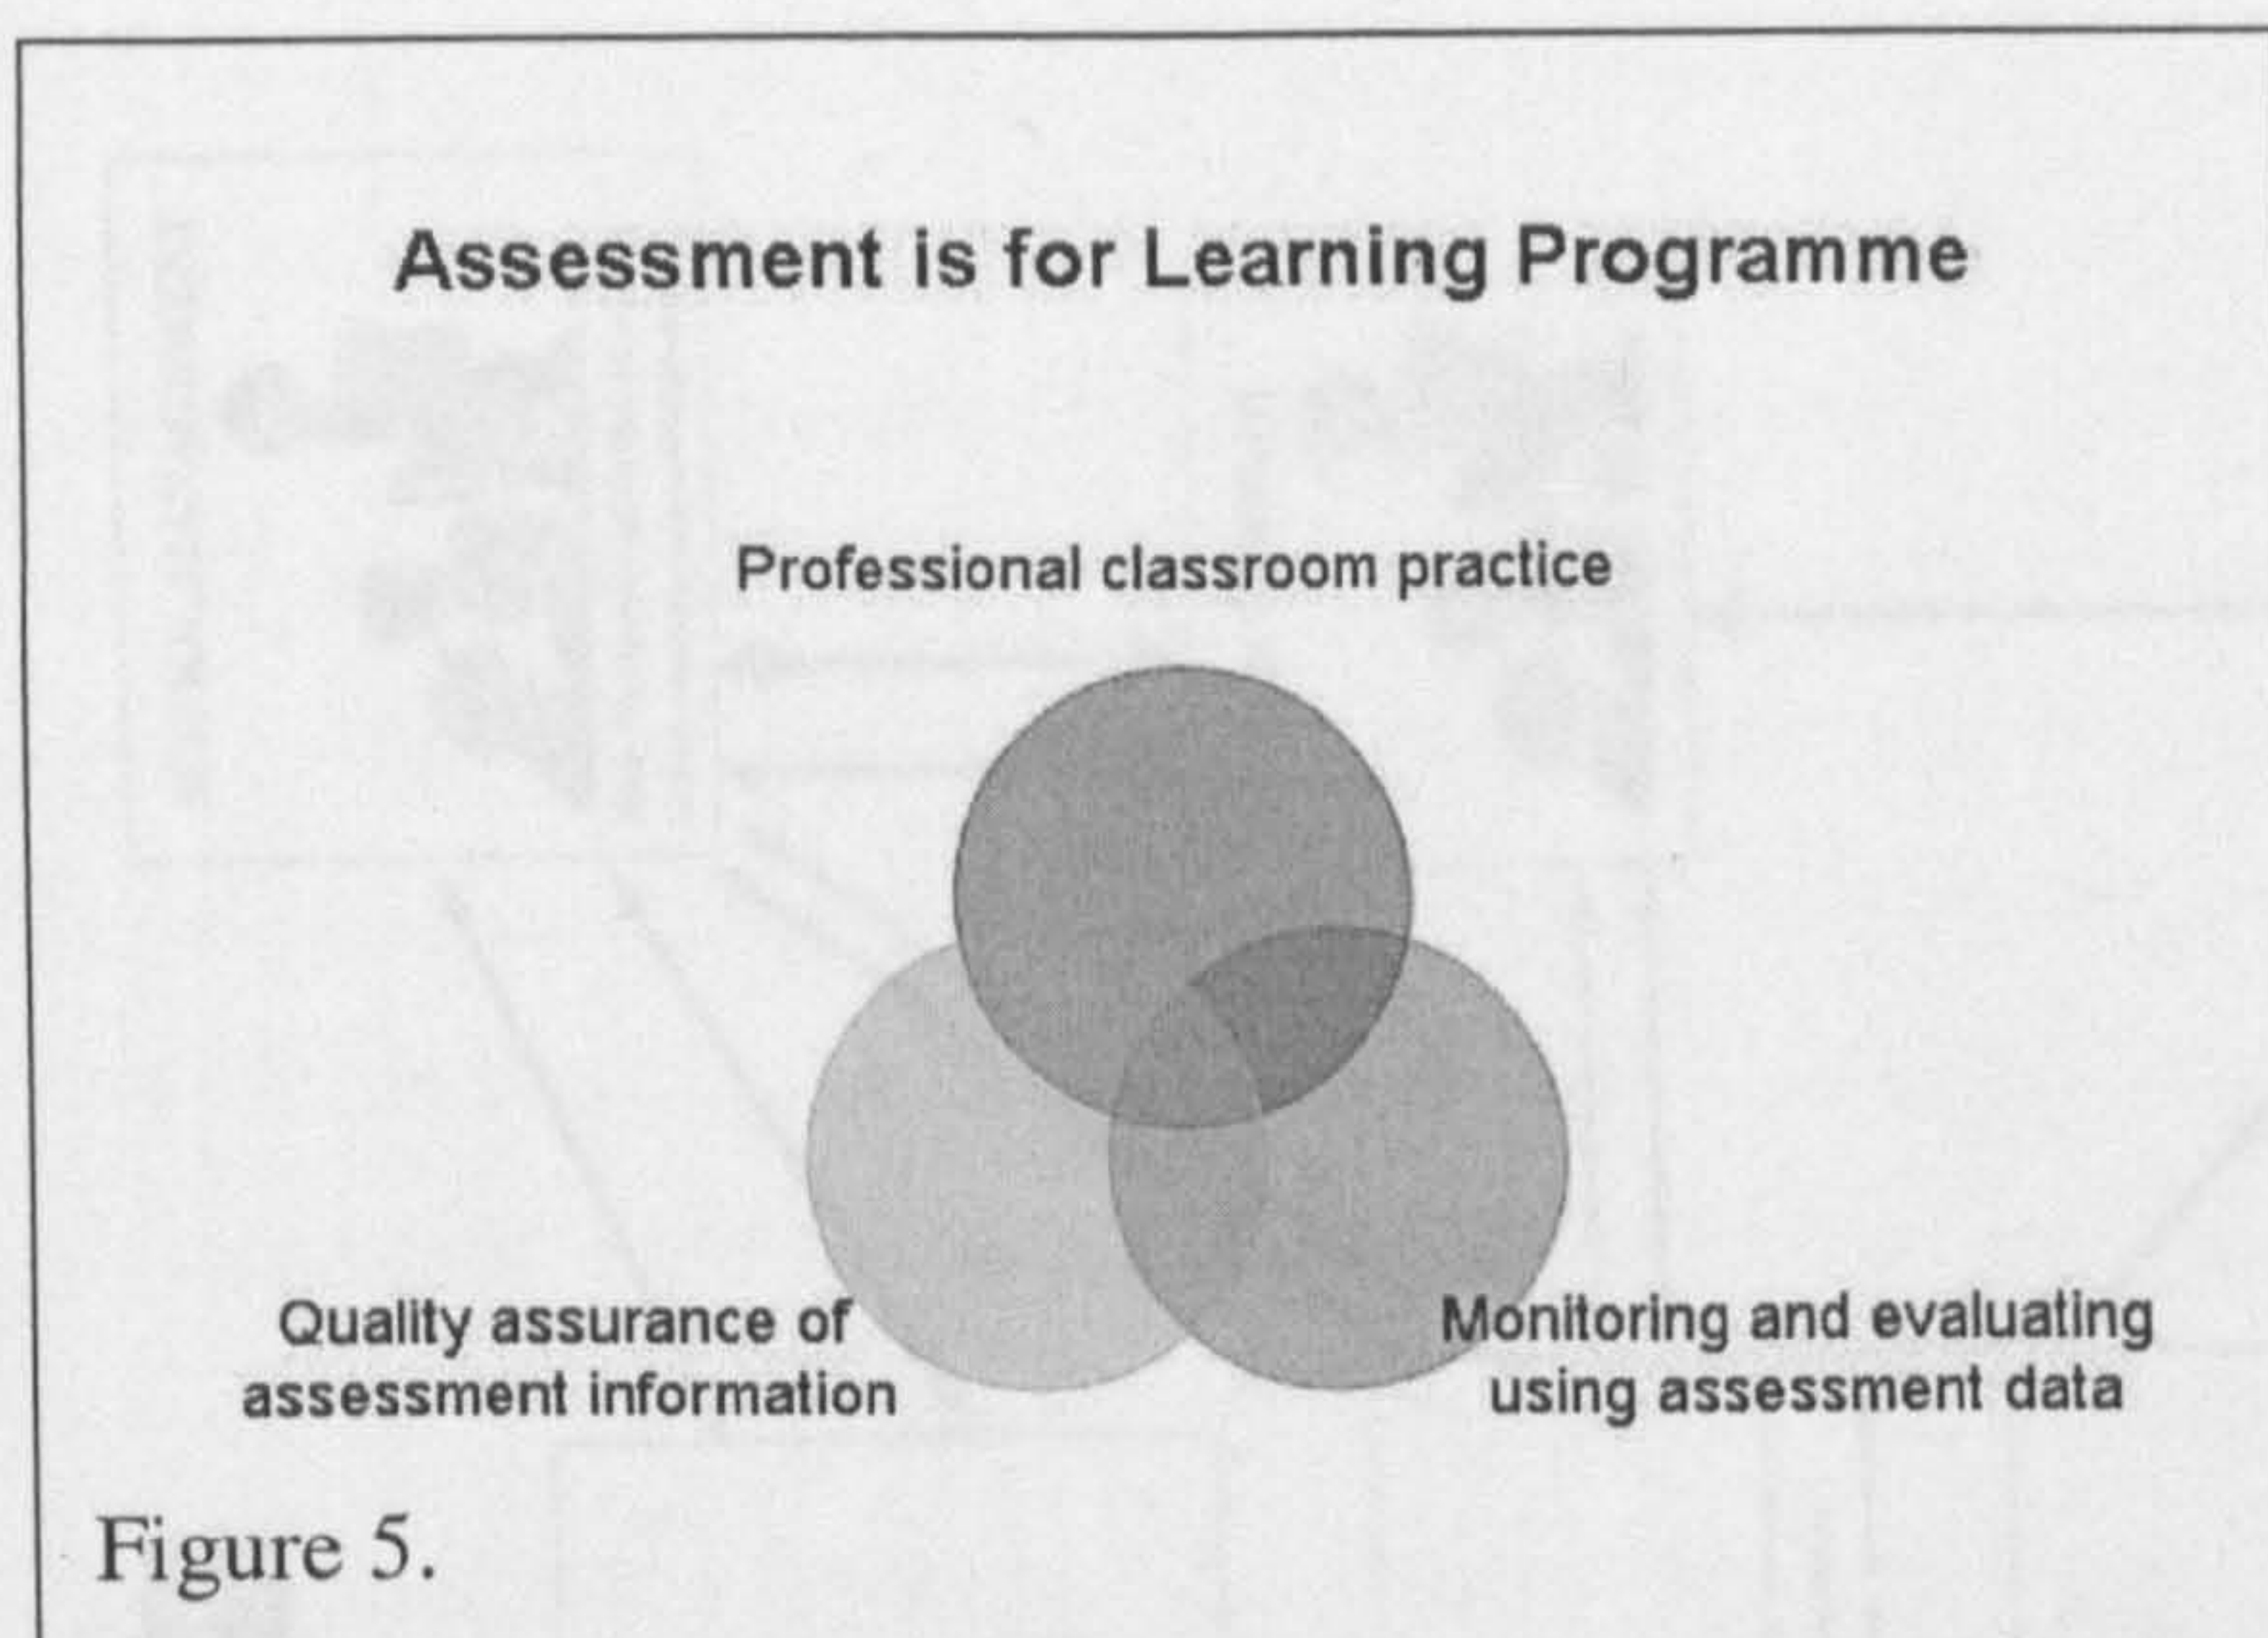 Assessment is for Learning Programme
Professional classroom practice
Quality assurance of
assessment information
Monitoring and evaluating
using assessment data
Figure 5.